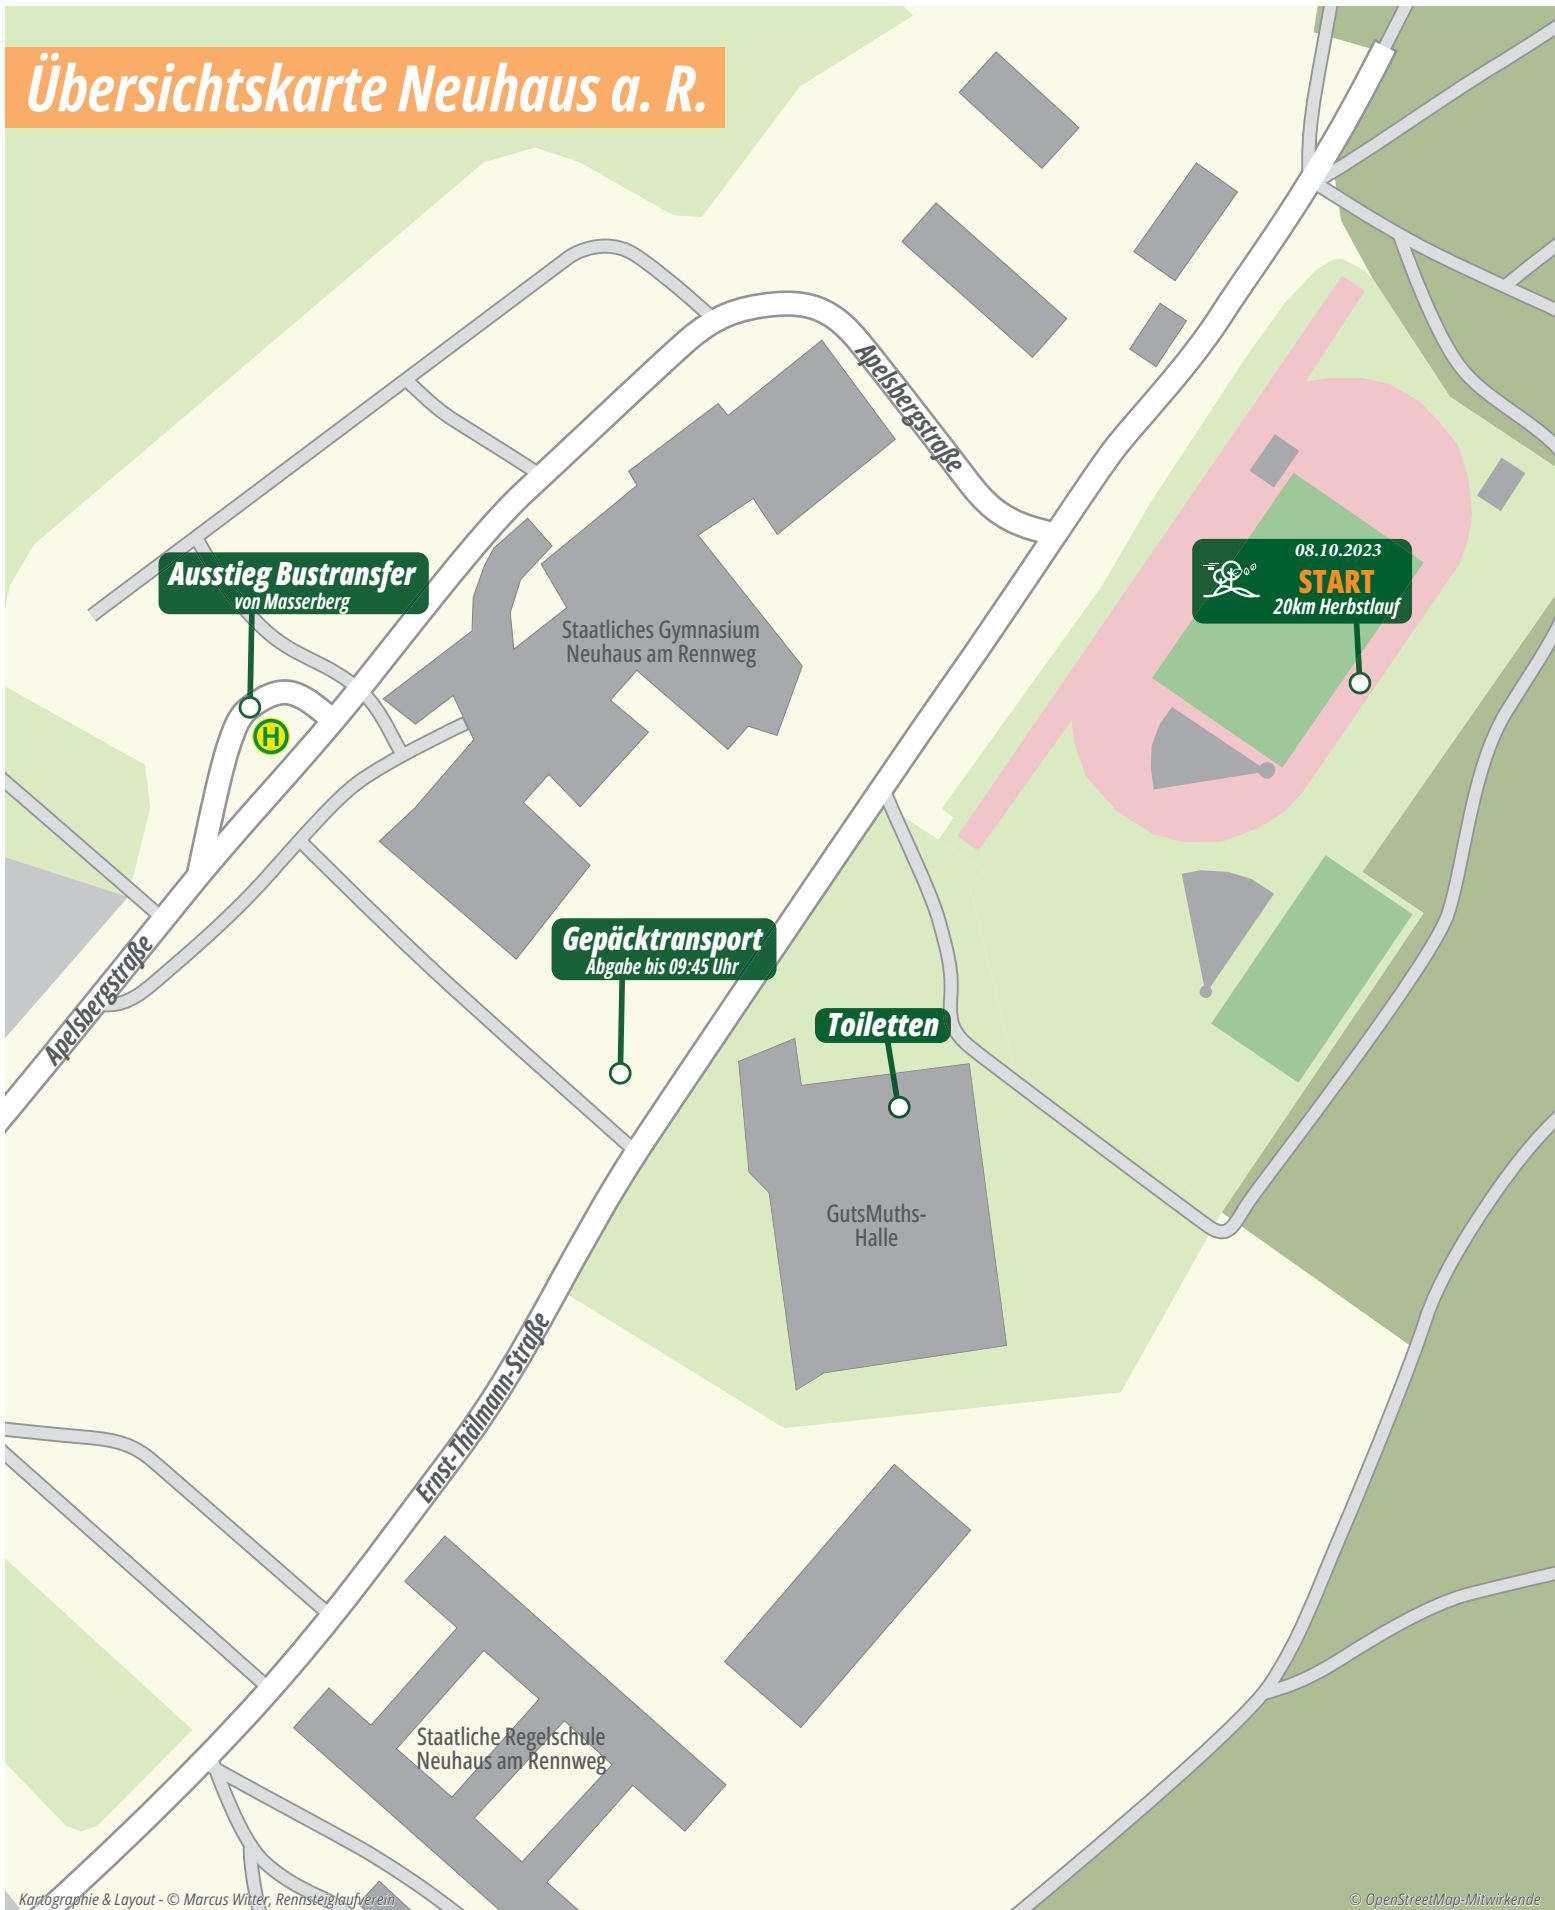 Übersichtskarte Neuhaus a. R.
Apelsbergstraße
Ausstieg Bustransfer
von Masserberg
08.10.2023
START
20km Herbstlauf
Staatliches Gymnasium
Neuhaus am Rennweg
H
Gepäcktransport
Abgabe bis 09:45 Uhr
Apelsbergstraße
Toiletten
GutsMuths-
Halle
Ernst-Thälmann-Straße
Staatliche Regelschule
Neuhaus am Rennweg
Kartographie & Layout - © Marcus Witter, Rennsteiglaufverein
© OpenStreetMap-Mitwirkende